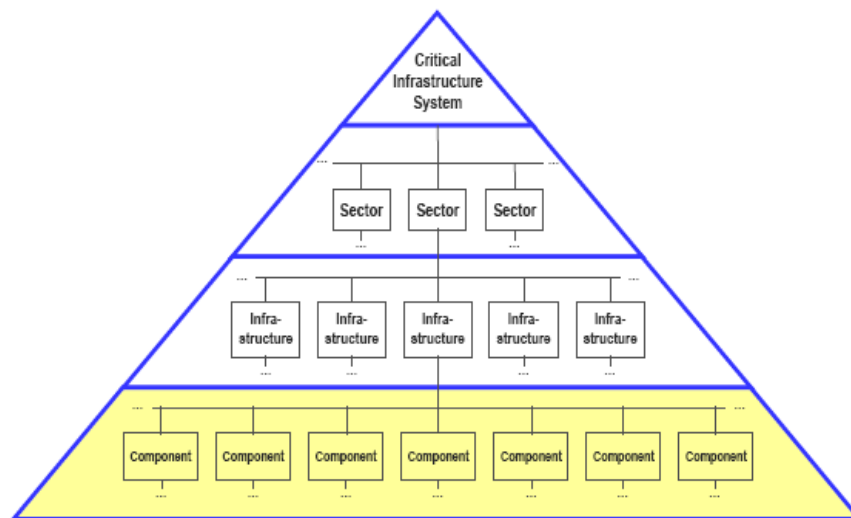 Critical
Infrastructure
System
... ...
Sector Sector Sector
... ...
... ...
Infra- Infra- Infra- Infra- Infra-
structure structure structure structure structure
... ... ... ...
... ...
Component Component Component Component Component Component Component
... ... ... ... ... ... ...